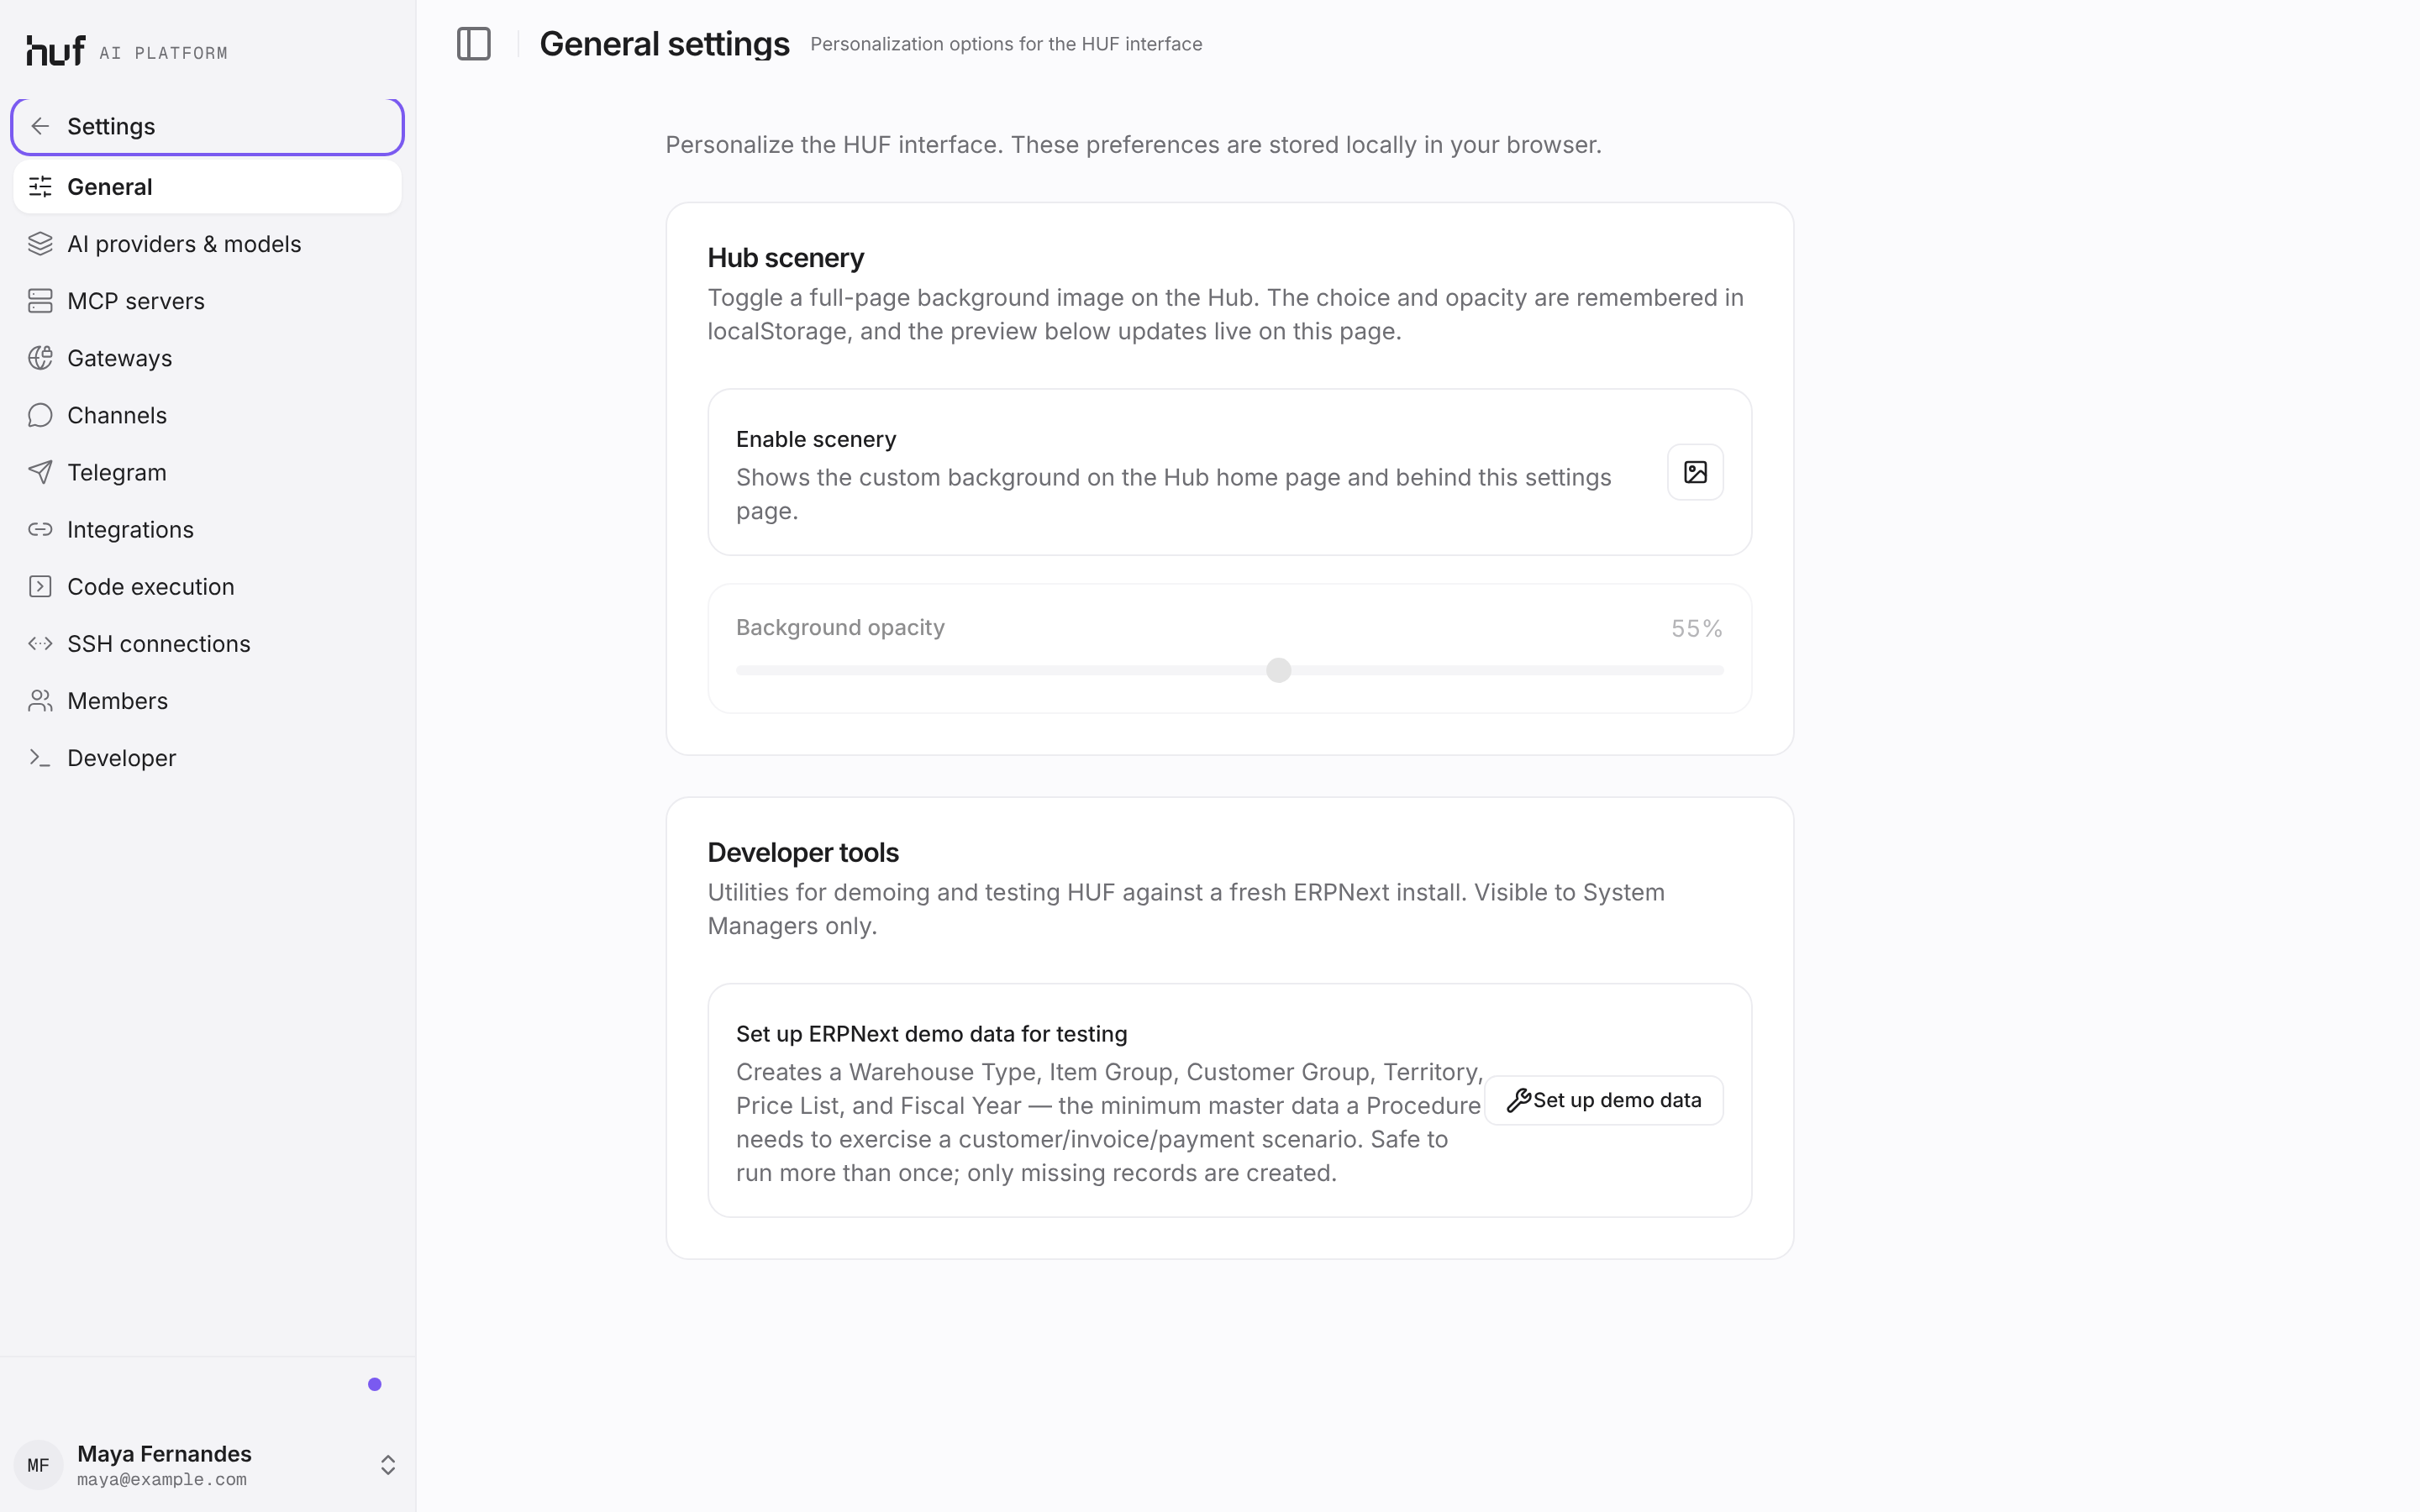 huf AI PLATFORM
Settings
General
AI providers & models
MCP servers
Gateways
Channels
Telegram
Integrations
Code execution
SSH connections
Members
Developer
MF
Maya Fernandes
maya@example.com
General settings
Personalization options for the HUF interface
Personalize the HUF interface. These preferences are stored locally in your browser.
Hub scenery
Toggle a full-page background image on the Hub. The choice and opacity are remembered in
localStorage, and the preview below updates live on this page.
Enable scenery
Shows the custom background on the Hub home page and behind this settings
page.
Background opacity
55%
Developer tools
Utilities for demoing and testing HUF against a fresh ERPNext install. Visible to System
Managers only.
Set up ERPNext demo data for testing
Creates a Warehouse Type, Item Group, Customer Group, Territory,
Price List, and Fiscal Year — the minimum master data a Procedure
needs to exercise a customer/invoice/payment scenario. Safe to
run more than once; only missing records are created.
Set up demo data